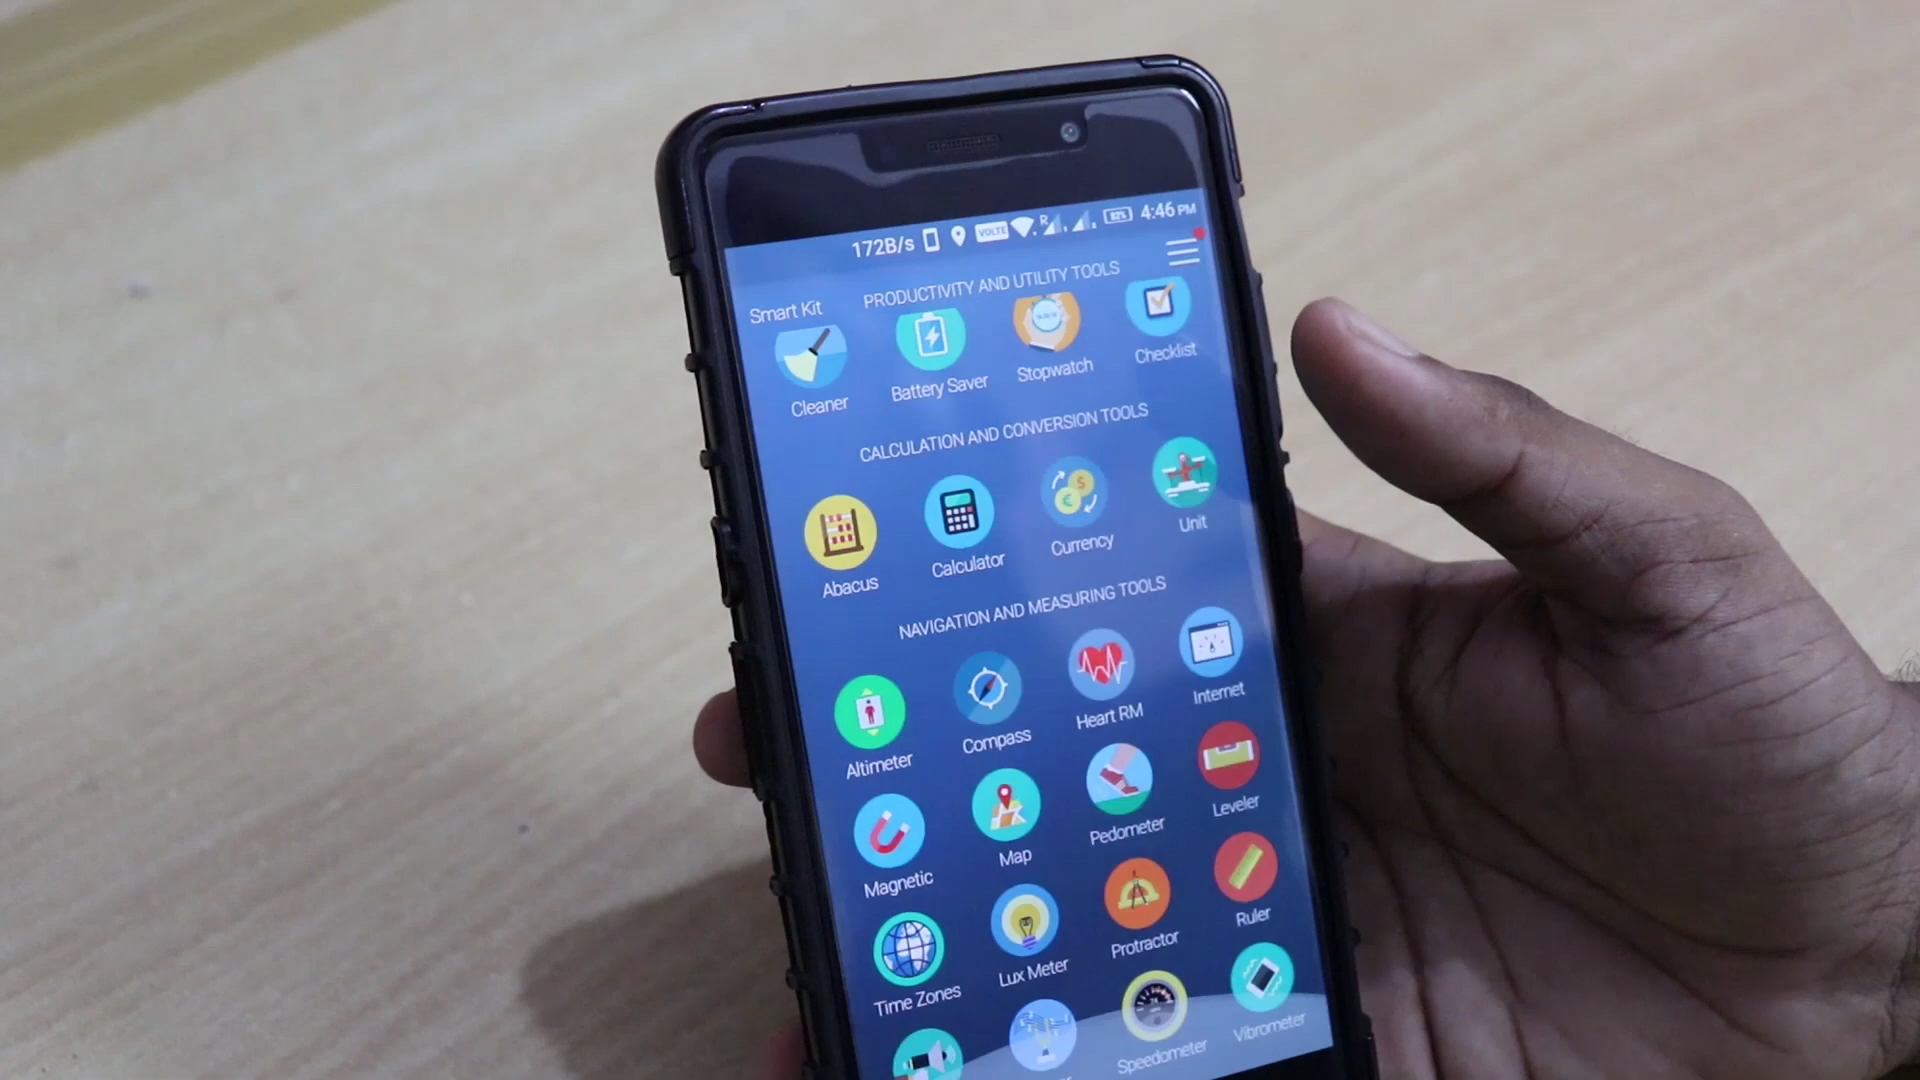 172B/s VOLTE R 82% 4:46 PM
Smart Kit
PRODUCTIVITY AND UTILITY TOOLS
Cleaner Battery Saver Stopwatch Checklist
CALCULATION AND CONVERSION TOOLS
Abacus Calculator Currency Unit
NAVIGATION AND MEASURING TOOLS
Altimeter Compass Heart RM Internet
Magnetic Map Pedometer Leveler
Time Zones Lux Meter Protractor Ruler
Speedometer Vibrometer